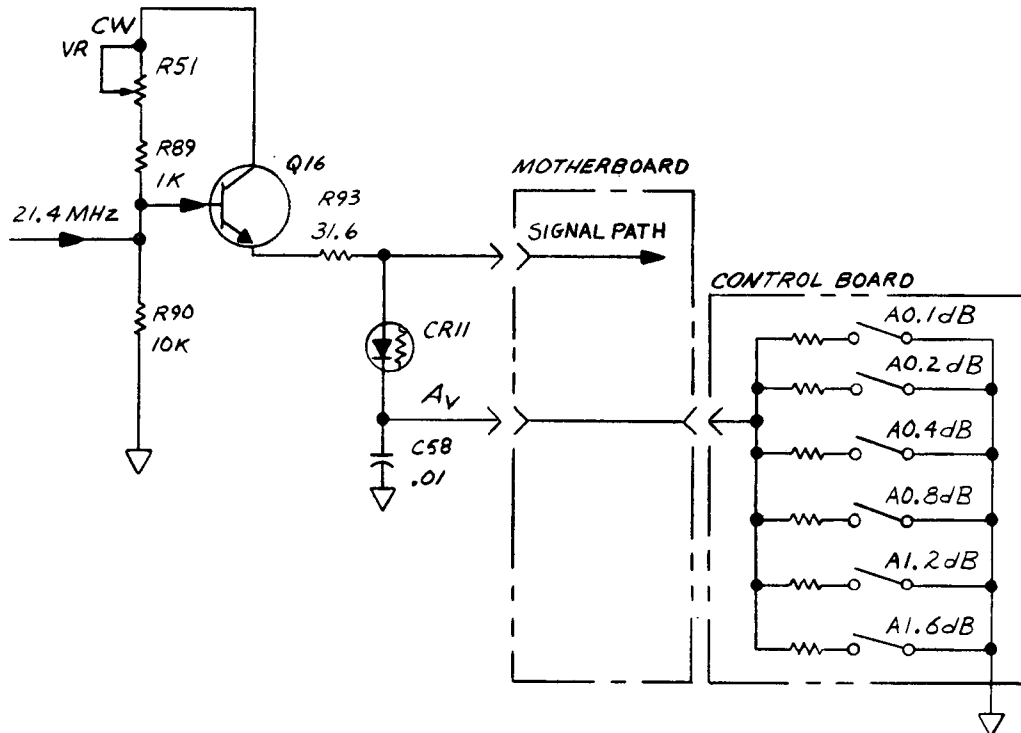 CW
VR
R51
R89
1K
Q16
21.4 MHz
R93
31.6
R90
10K
CR11
AV
C58
.01
MOTHERBOARD
SIGNAL PATH
CONTROL BOARD
A0.1dB
A0.2dB
A0.4dB
A0.8dB
A1.2dB
A1.6dB